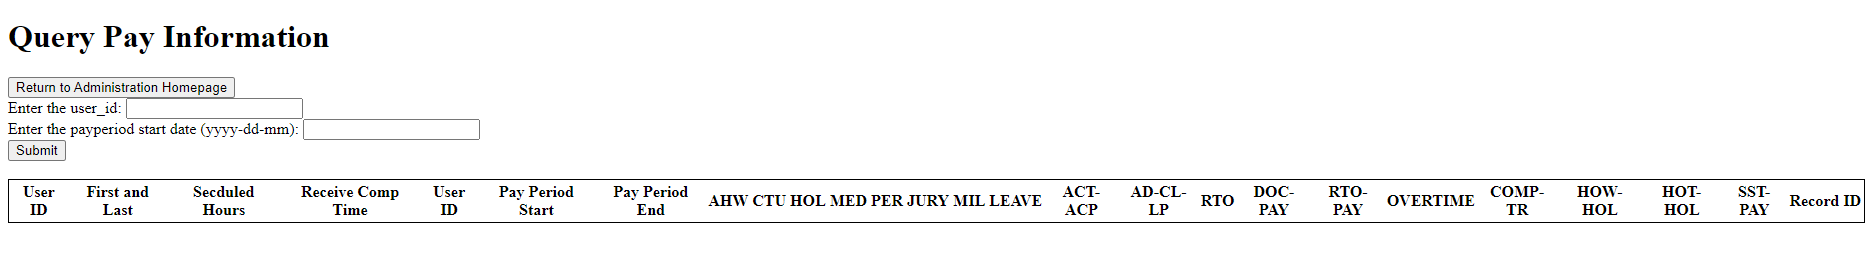 Query Pay Information
Return to Administration Homepage
Enter the user_id:
Enter the payperiod start date (yyyy-dd-mm):
Submit
User ID First and Last Secduled Hours Receive Comp Time User ID Pay Period Start Pay Period End AHW CTU HOL MED PER JURY MIL LEAVE ACT-ACP AD-CL-LP RTO DOC-PAY RTO-PAY OVERTIME COMP-TR HOW-HOL HOT-HOL SST-PAY Record ID